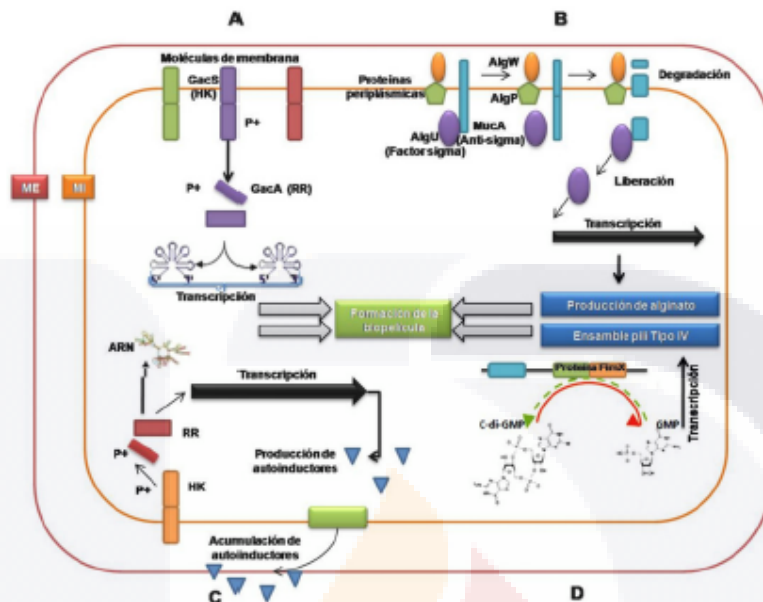 A
B
Moléculas de membrana
GacS
(HK)
P+
P+
GacA (RR)
Transcripción
Proteínas
periplásmicas
AlgW
AlgP
Degradación
AlgU
(Factor sigma)
MucA
(Anti-sigma)
Liberación
Transcripción
ME
MI
Formación de la
biopelícula
Producción de alginato
Ensamble pili Tipo IV
ARN
Transcripción
RR
P+
P+
HK
Producción de
autoinductores
Acumulación de
autoinductores
Proteína FimX
C-di-GMP
GMP
Transcripción
C
D